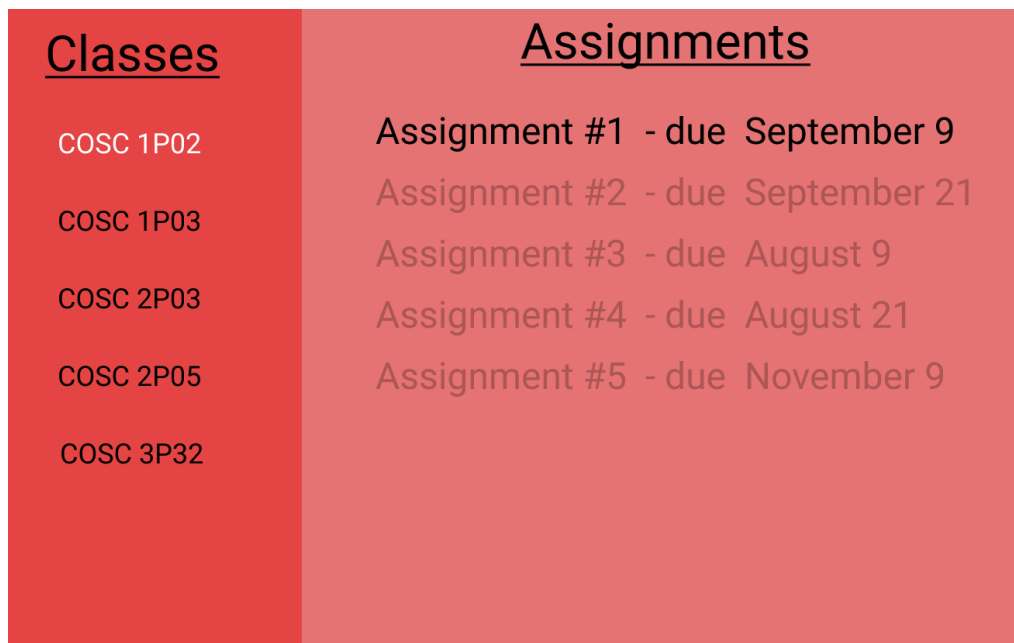 Classes
COSC 1P02
COSC 1P03
COSC 2P03
COSC 2P05
COSC 3P32
Assignments
Assignment #1 - due September 9
Assignment #2 - due September 21
Assignment #3 - due August 9
Assignment #4 - due August 21
Assignment #5 - due November 9